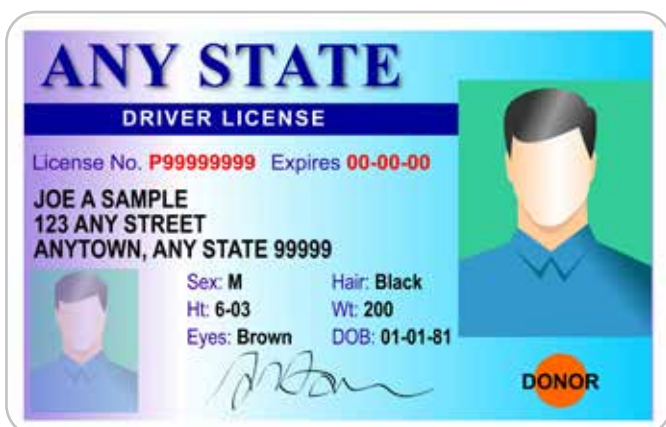 ANY STATE
DRIVER LICENSE
License No. P99999999 Expires 00-00-00
JOE A SAMPLE
123 ANY STREET
ANYTOWN, ANY STATE 99999
Sex: M Hair: Black
Ht: 6-03 Wt: 200
Eyes: Brown DOB: 01-01-81
DONOR